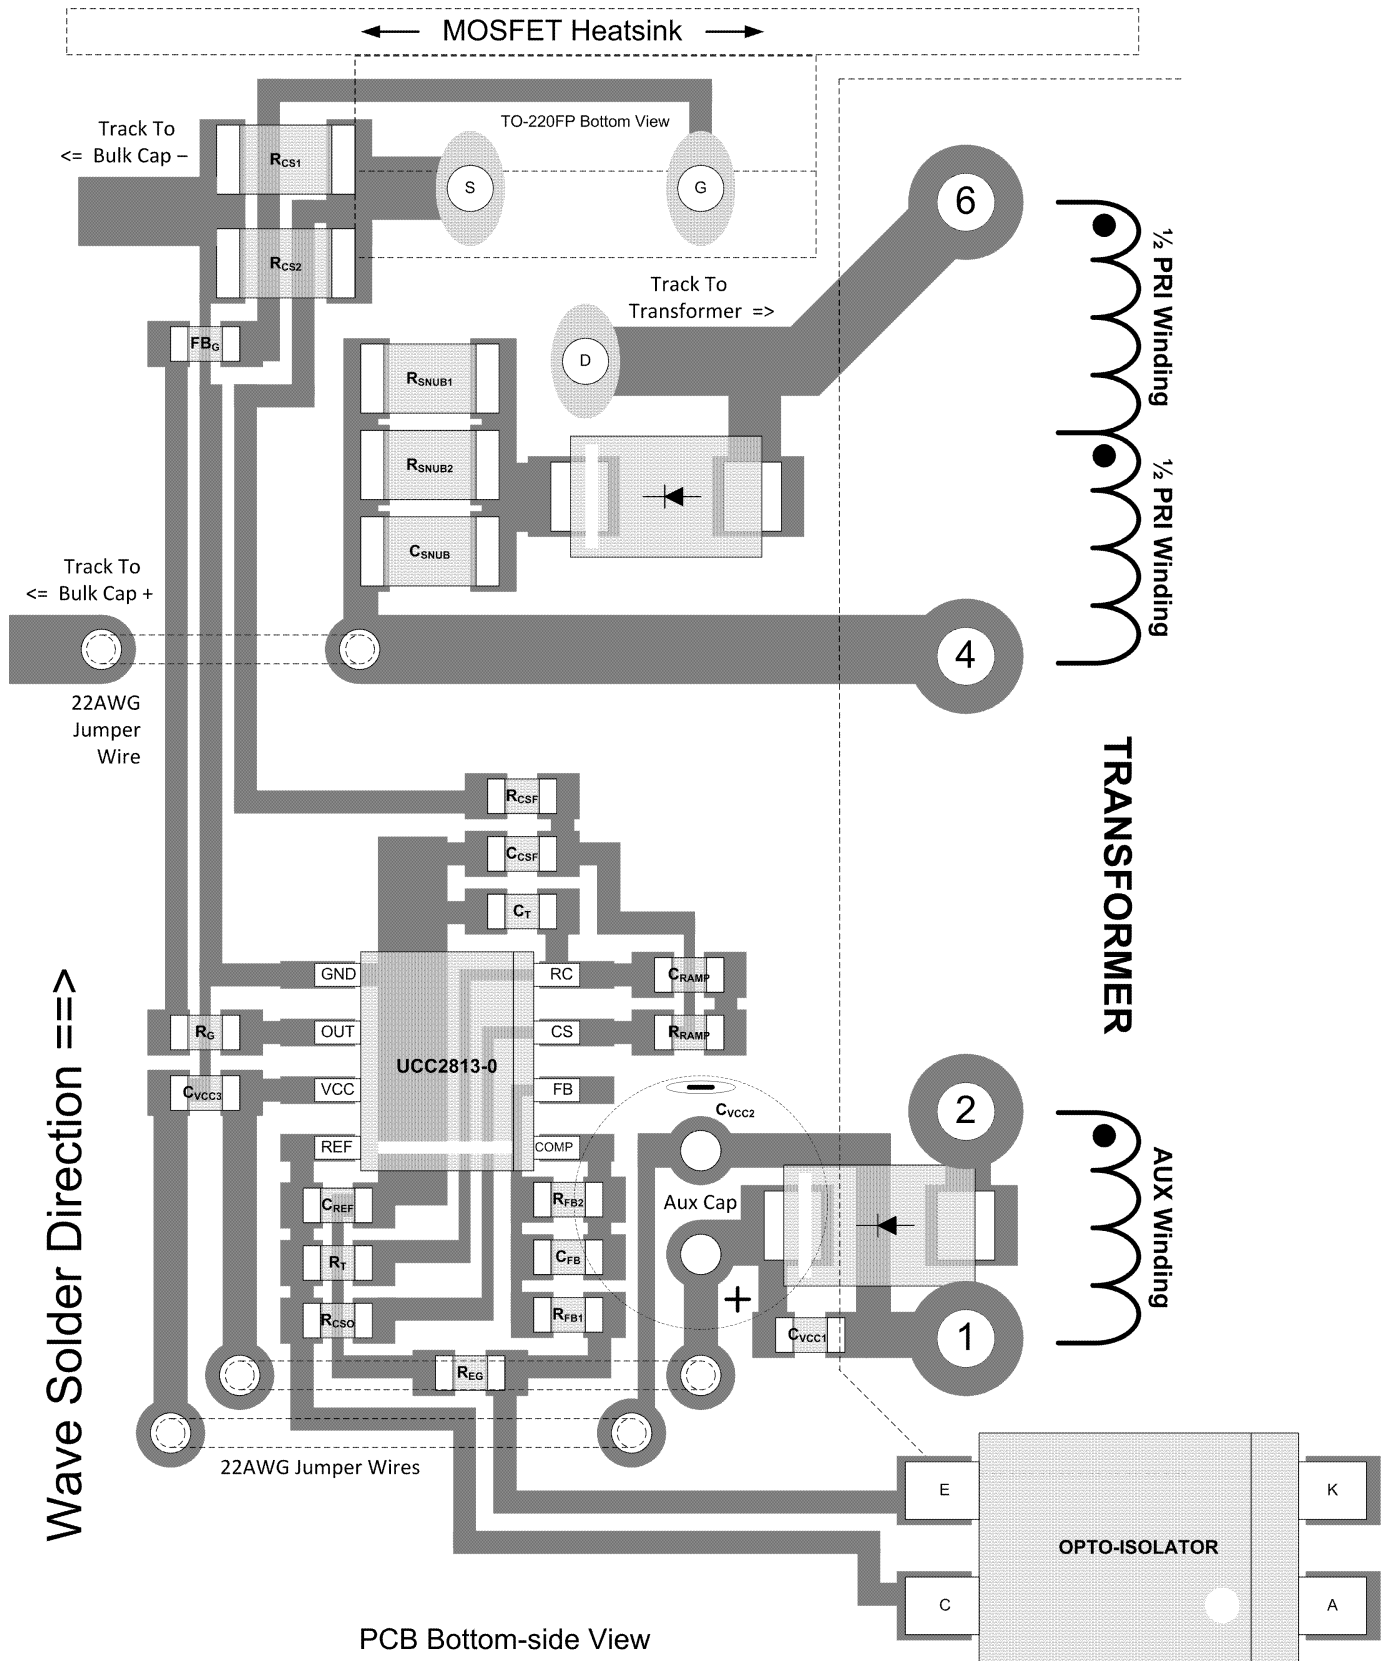 MOSFET Heatsink
TO-220FP Bottom View
Track To
<= Bulk Cap –
RCS1
S
G
6
RCS2
½ PRI Winding
Track To
Transformer =>
FBG
D
RSNUB1
RSNUB2
CSNUB
½ PRI Winding
Track To
<= Bulk Cap +
4
22AWG
Jumper
Wire
TRANSFORMER
RCSF
CCSF
CT
GND
RC
CRAMP
RG
OUT
CS
RRAMP
UCC2813-0
CVCC3
VCC
FB
CVCC2
–
2
REF
COMP
CREF
RFB2
Aux Cap
AUX Winding
RT
CFB
+
RCSO
RFB1
CVCC1
1
REG
22AWG Jumper Wires
Wave Solder Direction ==>
E
K
OPTO-ISOLATOR
C
A
PCB Bottom-side View